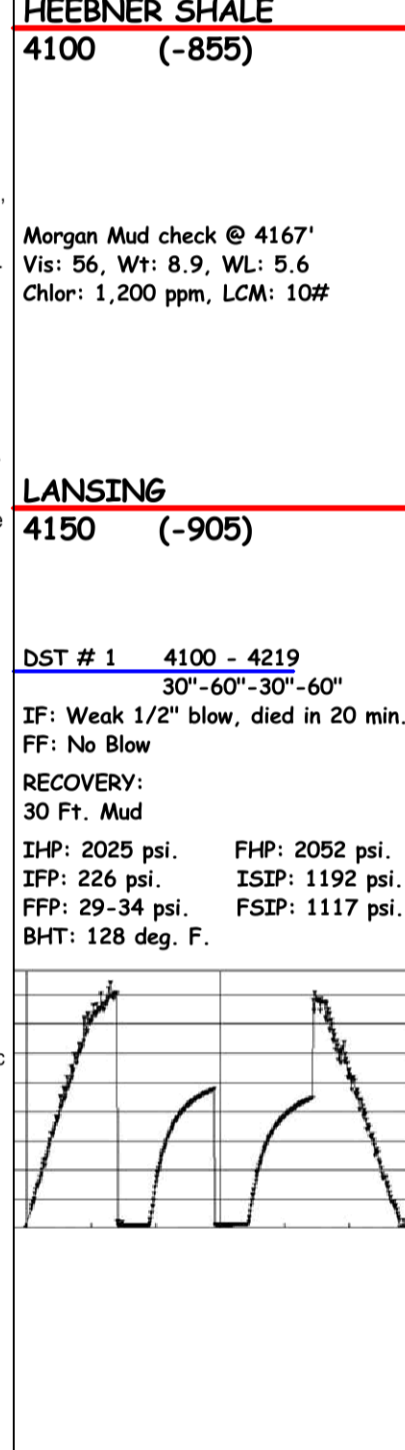 HEEBNER SHALE
4100 (-855)
Morgan Mud check @ 4167'
Vis: 56, Wt: 8.9, WL: 5.6
Chlor: 1,200 ppm, LCM: 10#
LANSING
4150 (-905)
DST # 1 4100 - 4219
30"-60"-30"-60"
IF: Weak 1/2" blow, died in 20 min.
FF: No Blow
RECOVERY:
30 Ft. Mud
IHP: 2025 psi. FHP: 2052 psi.
IFP: 226 psi. ISIP: 1192 psi.
FFP: 29-34 psi. FSIP: 1117 psi.
BHT: 128 deg. F.